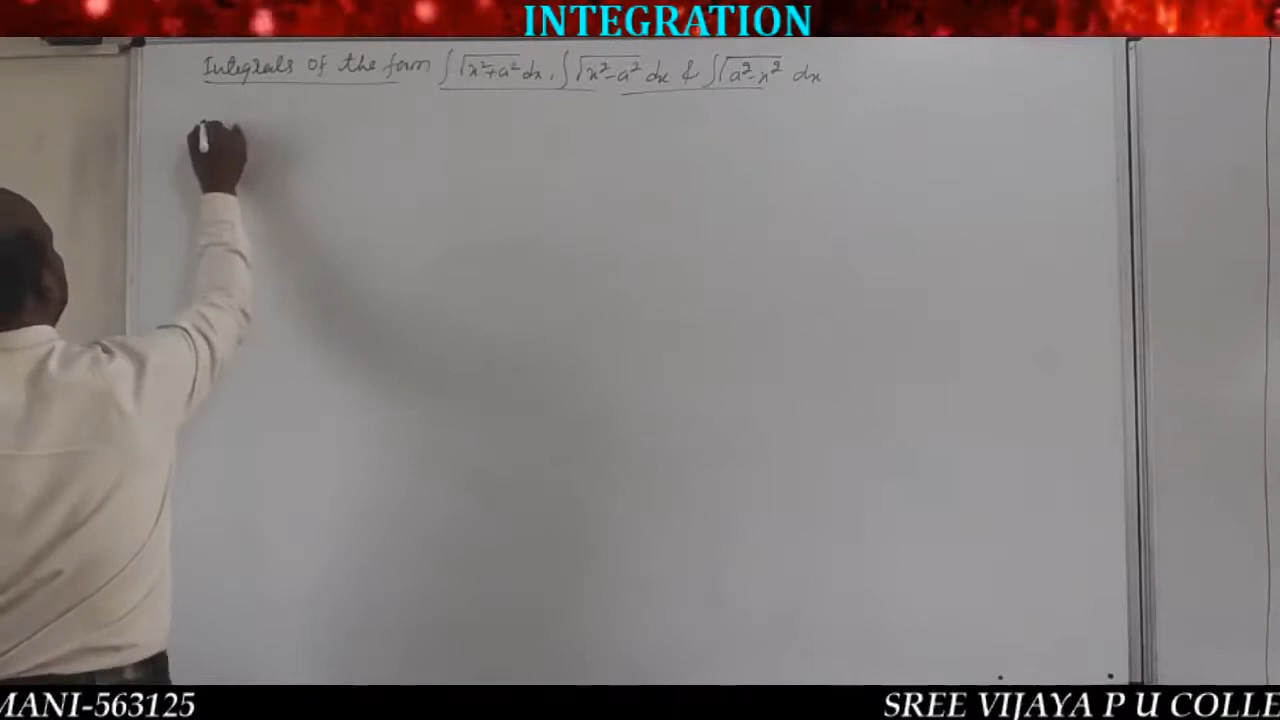 INTEGRATION
Integrals of the form ∫√x²+a² dx, ∫√x²-a² dx & ∫√a²-x² dx
MANI-563125 SREE VIJAYA P U COLLE